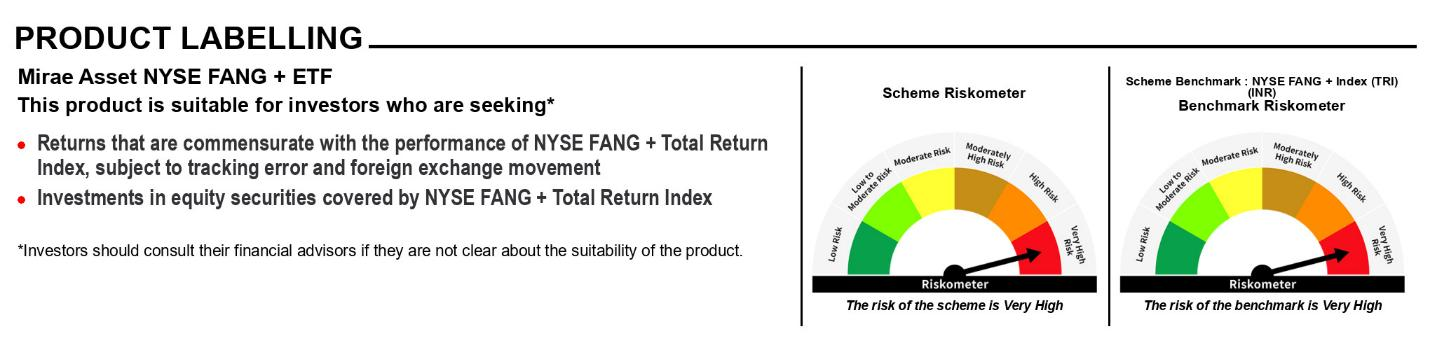 PRODUCT LABELLING
Mirae Asset NYSE FANG + ETF
This product is suitable for investors who are seeking*
• Returns that are commensurate with the performance of NYSE FANG + Total Return
Index, subject to tracking error and foreign exchange movement
• Investments in equity securities covered by NYSE FANG + Total Return Index
*Investors should consult their financial advisors if they are not clear about the suitability of the product.
Scheme Riskometer
Low Risk
Low to
Moderate Risk
Moderate Risk
Moderately
High Risk
High Risk
Very High
Risk
Riskometer
The risk of the scheme is Very High
Scheme Benchmark : NYSE FANG + Index (TRI)
(INR)
Benchmark Riskometer
Low Risk
Low to
Moderate Risk
Moderate Risk
Moderately
High Risk
High Risk
Very High
Risk
Riskometer
The risk of the benchmark is Very High